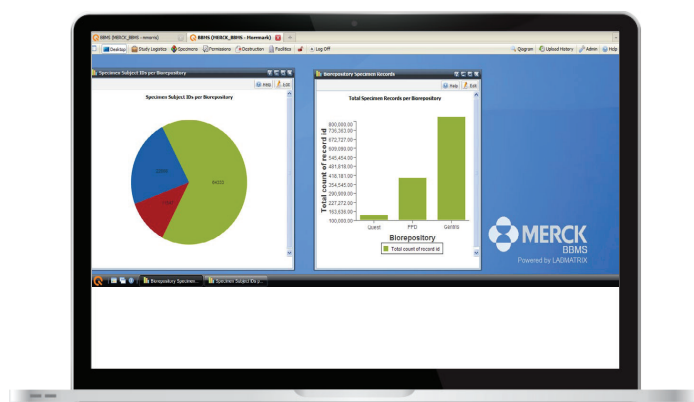 BBMS (MERCK_BBMS - mmorris)
BBMS (MERCK_BBMS - Hoermark)
Desktop Study Logistics Specimens Permissions Destruction Facilities Log Off Qiagram Upload History Admin Help
Specimen Subject IDs per Biorepository
Help Edit
Specimen Subject IDs per Biorepository
Biorepository Specimen Records
Help Edit
Total Specimen Records per Biorepository
Total count of record id
800,000.00
736,363.00
672,727.00
609,090.00
545,454.00
481,818.00
418,181.00
354,545.00
290,909.00
227,272.00
163,636.00
100,000.00
Quest PPD
Biorepository
Total count of record id
MERCK
BBMS
Powered by LABMATRIX
Biorepository Specimen... Specimen Subject IDs p...